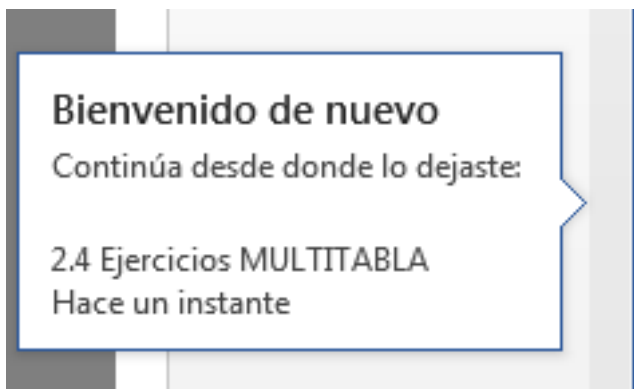 Bienvenido de nuevo
Continúa desde donde lo dejaste:
2.4 Ejercicios MULTITABLA
Hace un instante